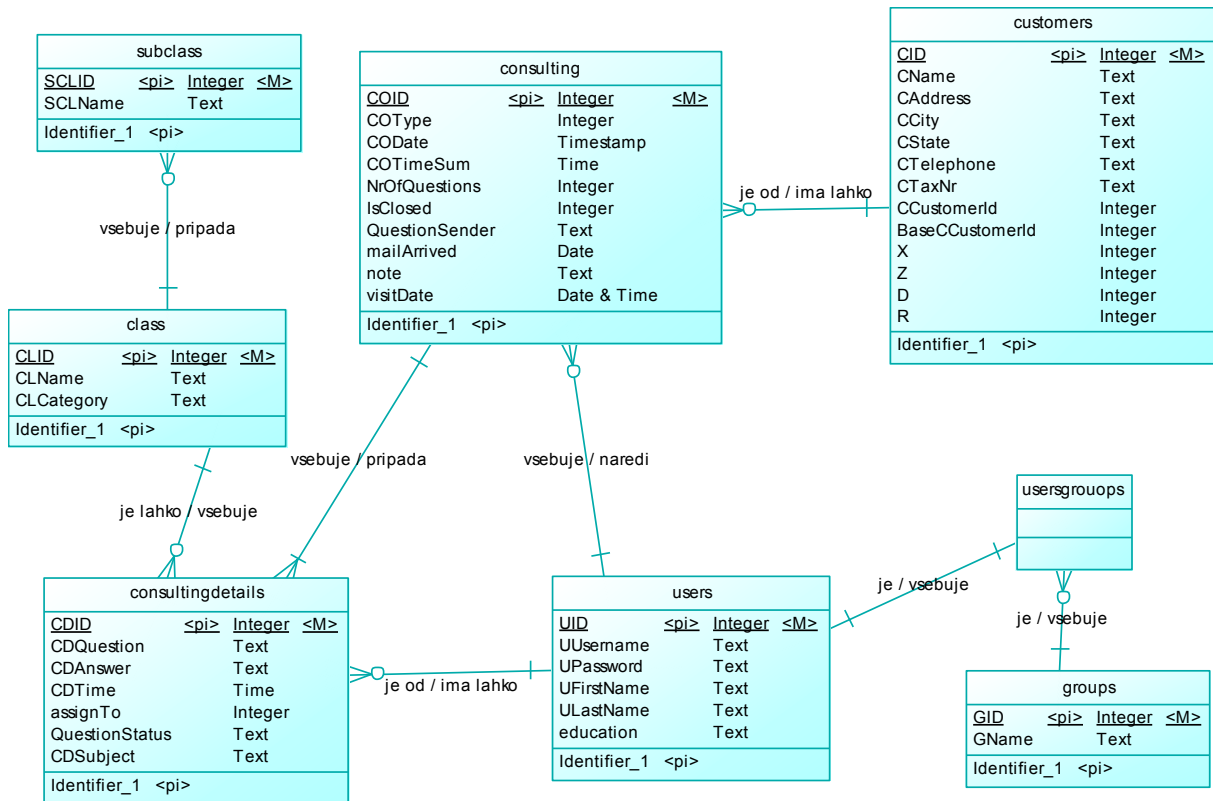 subclass
SCLID <pi> Integer <M>
SCLName Text
Identifier_1 <pi>
vsebuje / pripada
class
CLID <pi> Integer <M>
CLName Text
CLCategory Text
Identifier_1 <pi>
je lahko / vsebuje
consulting
COID <pi> Integer <M>
COType Integer
CODate Timestamp
COTimeSum Time
NrOfQuestions Integer
IsClosed Integer
QuestionSender Text
mailArrived Date
note Text
visitDate Date & Time
Identifier_1 <pi>
je od / ima lahko
customers
CID <pi> Integer <M>
CName Text
CAddress Text
CCity Text
CState Text
CTelephone Text
CTaxNr Text
CCustomerId Integer
BaseCCustomerId Integer
X Integer
Z Integer
D Integer
R Integer
Identifier_1 <pi>
vsebuje / pripada
vsebuje / naredi
consultingdetails
CDID <pi> Integer <M>
CDQuestion Text
CDAnswer Text
CDTime Time
assignTo Integer
QuestionStatus Text
CDSubject Text
Identifier_1 <pi>
je od / ima lahko
users
UID <pi> Integer <M>
UUsername Text
UPassword Text
UFirstName Text
ULastName Text
education Text
Identifier_1 <pi>
je / vsebuje
usersgrouops
je / vsebuje
groups
GID <pi> Integer <M>
GName Text
Identifier_1 <pi>